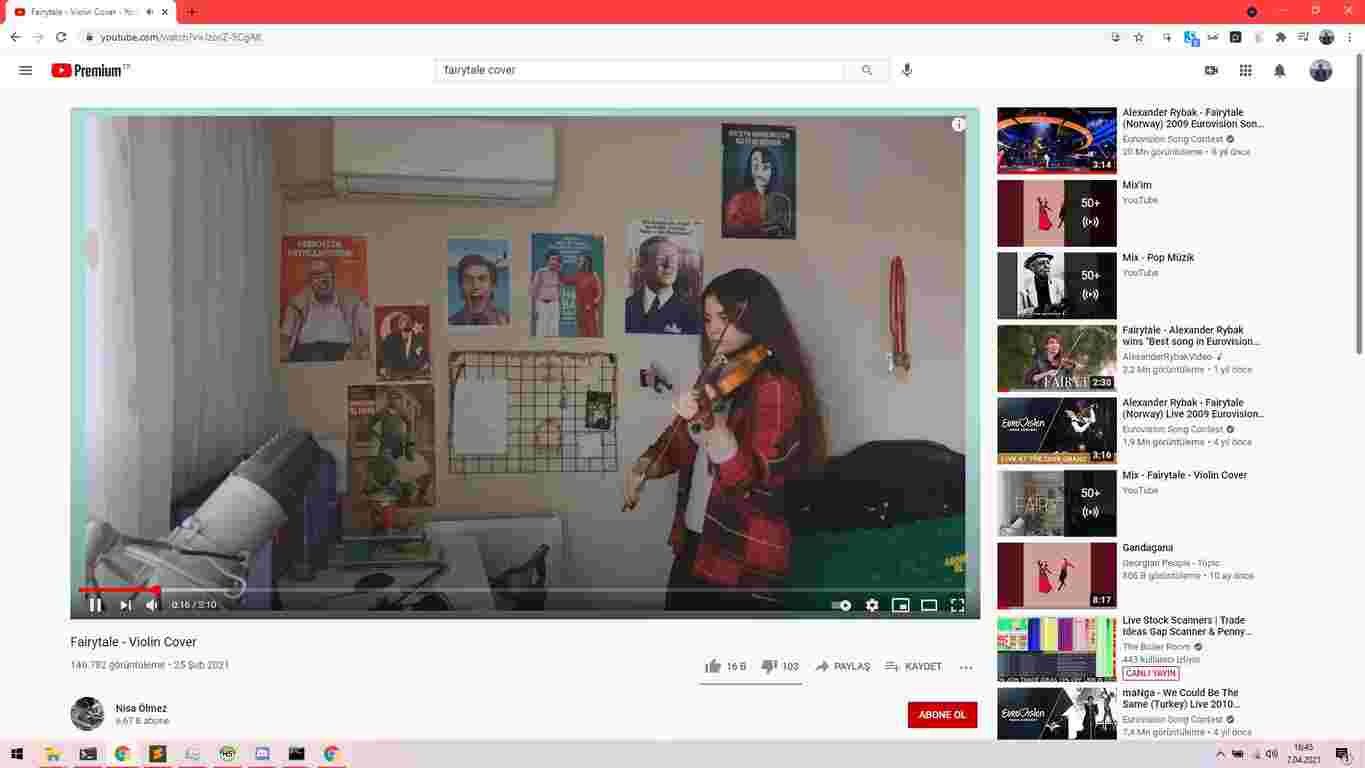 Fairytale - Violin Cover - You
youtube.com/watch?v=
Premium TR
fairytale cover
Alexander Rybak - Fairytale
(Norway) 2009 Eurovision Son...
Eurovision Song Contest
20 Mn görüntüleme • 8 yıl önce
3:14
Mix'im
YouTube
50+
Mix - Pop Müzik
YouTube
50+
Fairytale - Alexander Rybak
wins "Best song in Eurovision...
AlexanderRybakVideo
2,2 Mn görüntüleme • 1 yıl önce
2:30
Alexander Rybak - Fairytale
(Norway) Live 2009 Eurovision...
Eurovision Song Contest
1,9 Mn görüntüleme • 4 yıl önce
3:16
Mix - Fairytale - Violin Cover
YouTube
50+
Gandagana
Georgian People - Topic
806 B görüntüleme • 10 ay önce
8:17
Live Stock Scanners | Trade
Ideas Gap Scanner & Penny...
The Boiler Room
443 kullanıcı izliyor
CANLI YAYIN
maNga - We Could Be The
Same (Turkey) Live 2010...
Eurovision Song Contest
7,4 Mn görüntüleme • 4 yıl önce
ABONE
OL
0:16 / 3:10
Fairytale - Violin Cover
146.782 görüntüleme • 25 Şub 2021
16 B
103
PAYLAŞ
KAYDET
Nisa Ölmez
6,67 B abone
ABONE OL
16:45
7.04.2021